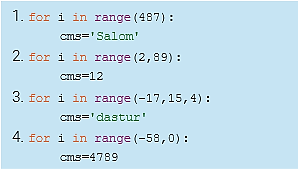 1. for i in range(487):
cms='Salom'
2. for i in range(2,89):
cms=12
3. for i in range(-17,15,4):
cms='dastur'
4. for i in range(-58,0):
cms=4789